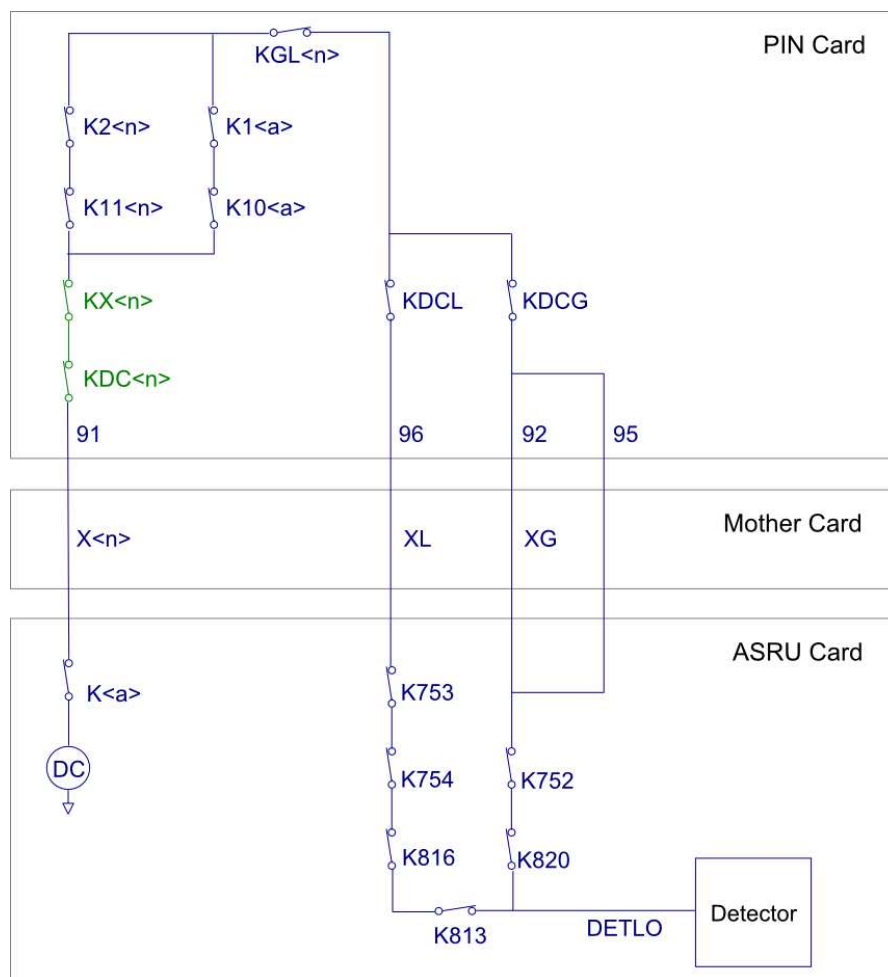 PIN Card
KGL<n>
K2<n>
K1<a>
K11<n>
K10<a>
KX<n>
KDCL
KDCG
KDC<n>
91
96
92
95
Mother Card
X<n>
XL
XG
ASRU Card
K<a>
K753
DC
K754
K752
K816
K820
K813
DETLO
Detector